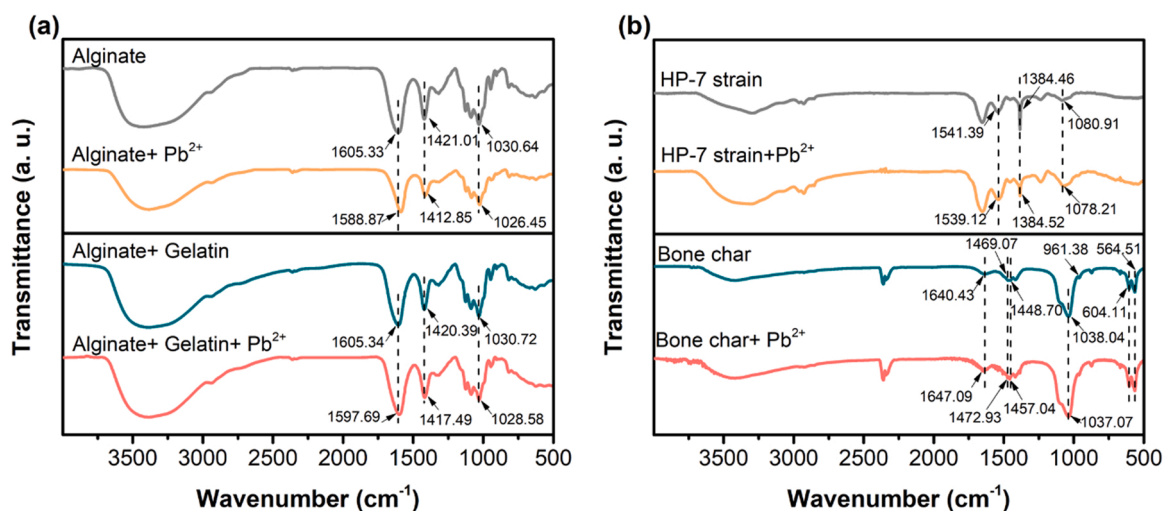 (a)
Transmittance (a. u.)
Alginate
1605.33
1421.01
1030.64
Alginate+ Pb2+
1588.87
1412.85
1026.45
Alginate+ Gelatin
1605.34
1420.39
1030.72
Alginate+ Gelatin+ Pb2+
1597.69
1417.49
1028.58
3500 3000 2500 2000 1500 1000 500
Wavenumber (cm-1)
(b)
Transmittance (a. u.)
HP-7 strain
1541.39
1384.46
1080.91
HP-7 strain+Pb2+
1539.12
1384.52
1078.21
Bone char
1640.43
1469.07
1448.70
961.38
1038.04
604.11
564.51
Bone char+ Pb2+
1647.09
1472.93
1457.04
1037.07
3500 3000 2500 2000 1500 1000 500
Wavenumber (cm-1)